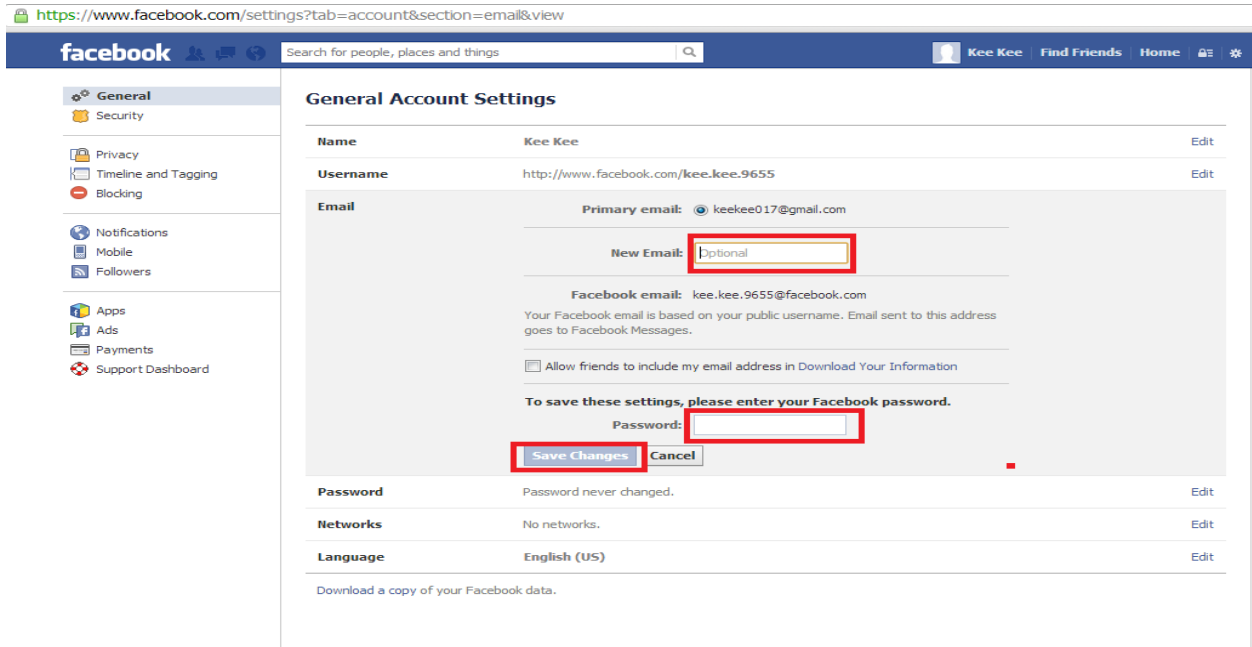 https://www.facebook.com/settings?tab=account&section=email&view
facebook Search for people, places and things Kee Kee Find Friends Home
General
Security
Privacy
Timeline and Tagging
Blocking
Notifications
Mobile
Followers
Apps
Ads
Payments
Support Dashboard
General Account Settings
Name Kee Kee Edit
Username http://www.facebook.com/kee.kee.9655 Edit
Email Primary email: keekee017@gmail.com
New Email: Optional
Facebook email: kee.kee.9655@facebook.com
Your Facebook email is based on your public username. Email sent to this address
goes to Facebook Messages.
Allow friends to include my email address in Download Your Information
To save these settings, please enter your Facebook password.
Password:
Save Changes Cancel
Password Password never changed. Edit
Networks No networks. Edit
Language English (US) Edit
Download a copy of your Facebook data.